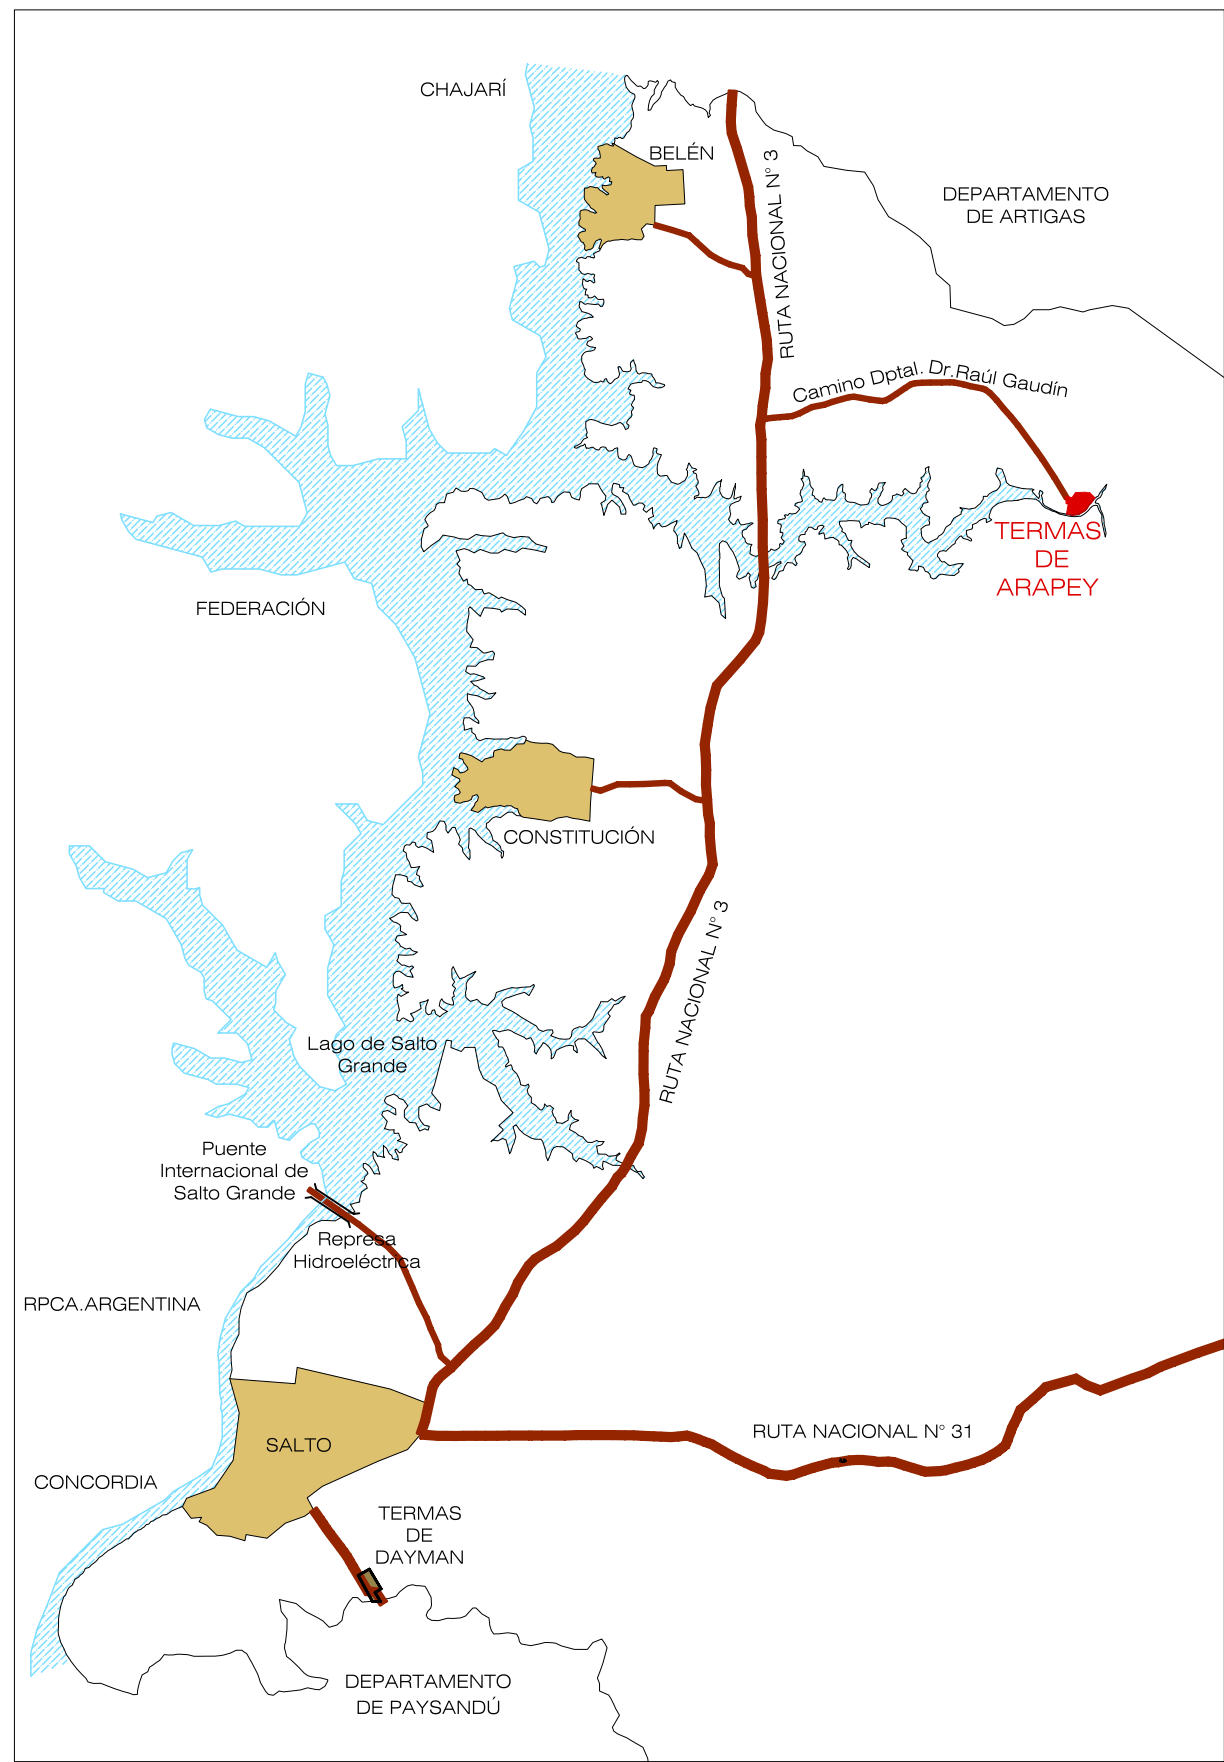 CHAJARÍ
BELÉN
RUTA NACIONAL N° 3
DEPARTAMENTO
DE ARTIGAS
Camino Dptal. Dr.Raúl Gaudín
TERMAS
DE
ARAPEY
FEDERACIÓN
CONSTITUCIÓN
RUTA NACIONAL N° 3
Lago de Salto
Grande
Puente
Internacional de
Salto Grande
Represa
Hidroeléctrica
RPCA.ARGENTINA
RUTA NACIONAL N° 31
SALTO
CONCORDIA
TERMAS
DE
DAYMAN
DEPARTAMENTO
DE PAYSANDÚ